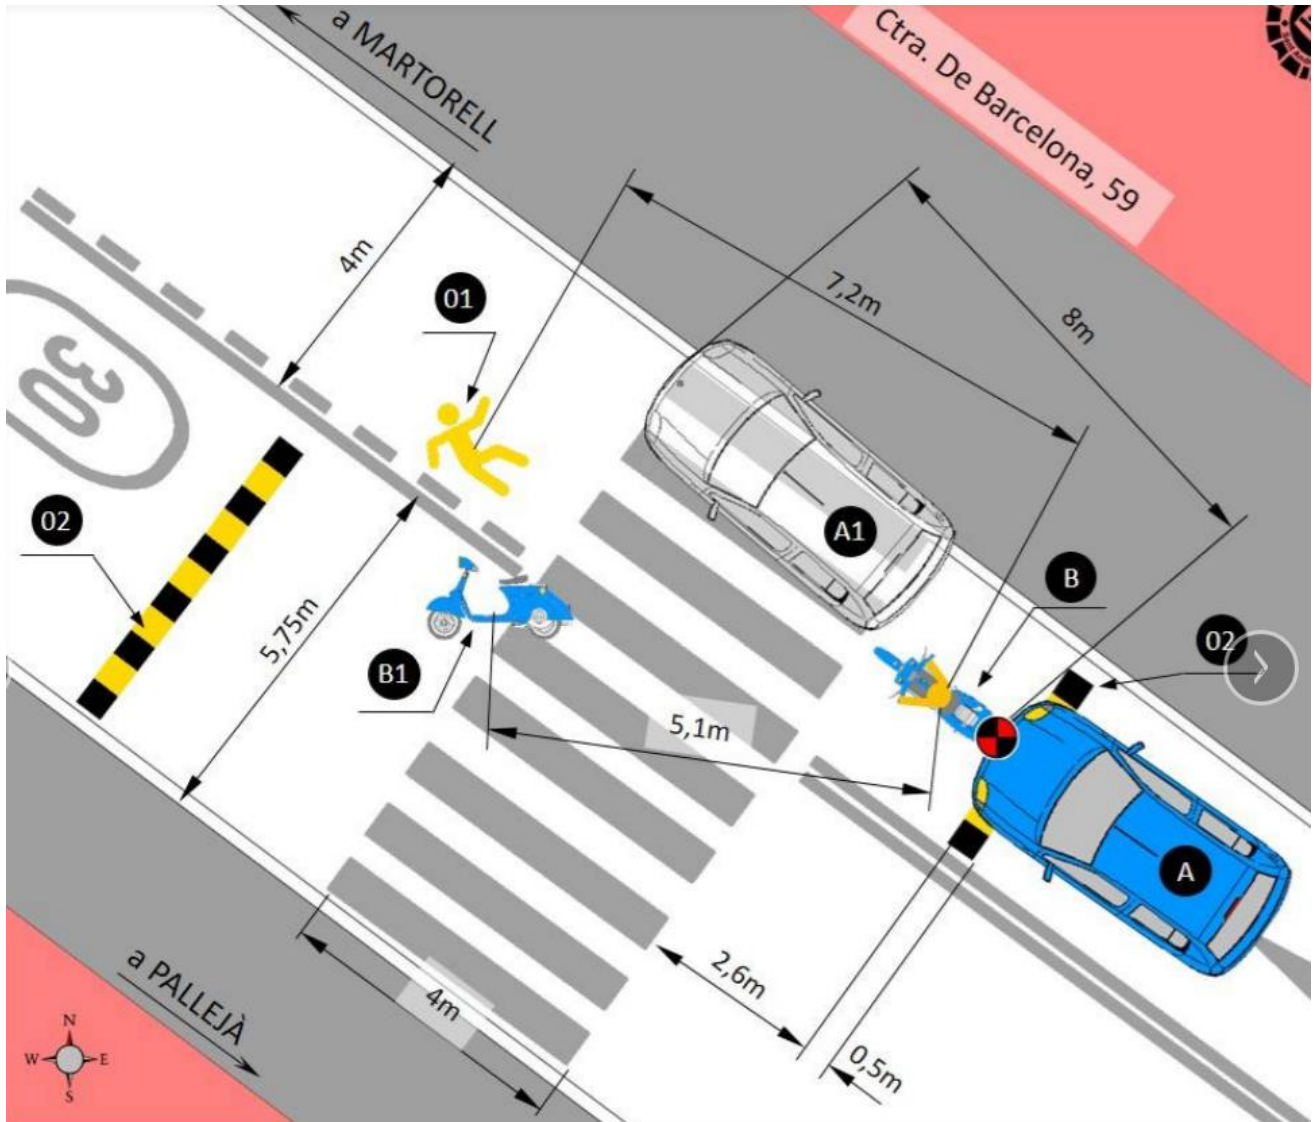 a MARTORELL
Ctra. De Barcelona, 59
4m
7,2m
8m
01
30
A1
02
B
02
5,75m
B1
5,1m
A
2,6m
4m
0,5m
a PALLEJÀ
N
W
E
S